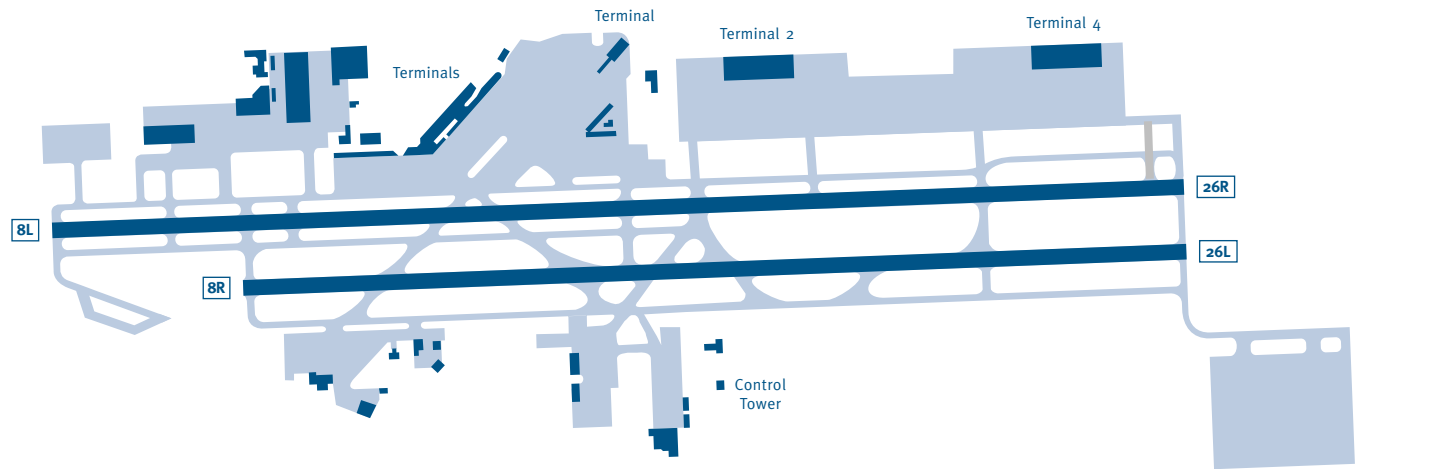 Terminal
Terminal 4
Terminal 2
Terminals
26R
8L
26L
8R
Control
Tower